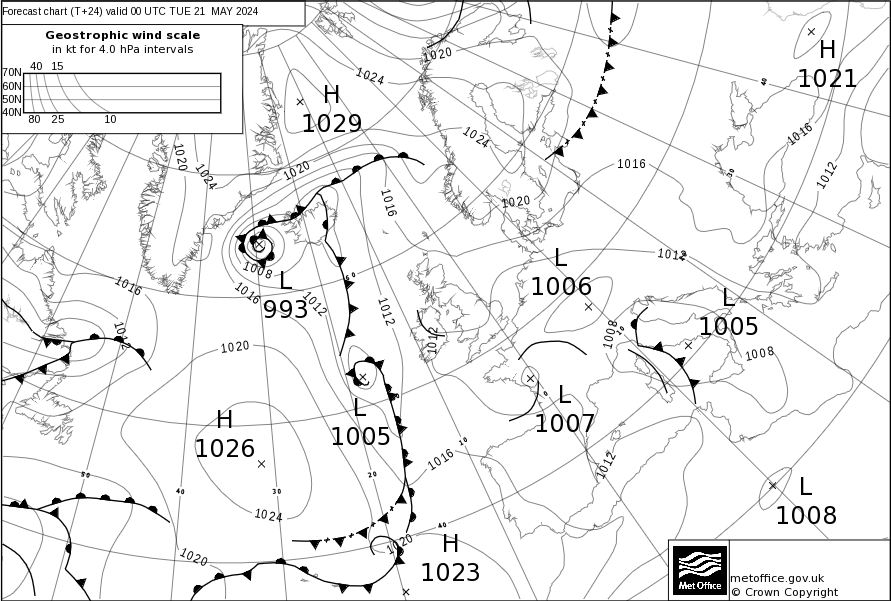 Forecast chart (T+24) valid 00 UTC TUE 21 MAY 2024
Geostrophic wind scale
in kt for 4.0 hPa intervals
40 15
70N
60N
50N
40N
80 25 10
H
1029
H
1021
L
993
L
1006
L
1005
L
1005
L
1007
H
1026
L
1008
H
1023
1020
1024
1024
1020
1024
1020
1016
1020
1016
1016
1012
1012
1008
1016
1012
1012
1012
1016
1012
1020
1008
1008
1016
1012
1024
1020
1020
40
30
60
50
40
30
20
10
40
10
Met Office
metoffice.gov.uk
© Crown Copyright